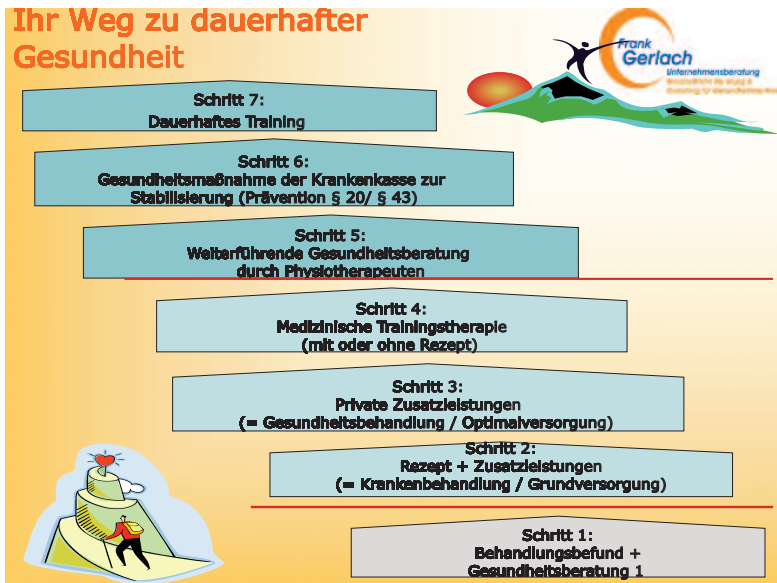 Ihr Weg zu dauerhafter
Gesundheit
Frank
Gerlach
Unternehmensberatung
Schritt 7:
Dauerhaftes Training
Schritt 6:
Gesundheitsmaßnahme der Krankenkasse zur
Stabilisierung (Prävention § 20/ § 43)
Schritt 5:
Weiterführende Gesundheitsberatung
durch Physiotherapeuten
Schritt 4:
Medizinische Trainingstherapie
(mit oder ohne Rezept)
Schritt 3:
Private Zusatzleistungen
(= Gesundheitsbehandlung / Optimalversorgung)
Schritt 2:
Rezept + Zusatzleistungen
(= Krankenbehandlung / Grundversorgung)
Schritt 1:
Behandlungsbefund +
Gesundheitsberatung 1